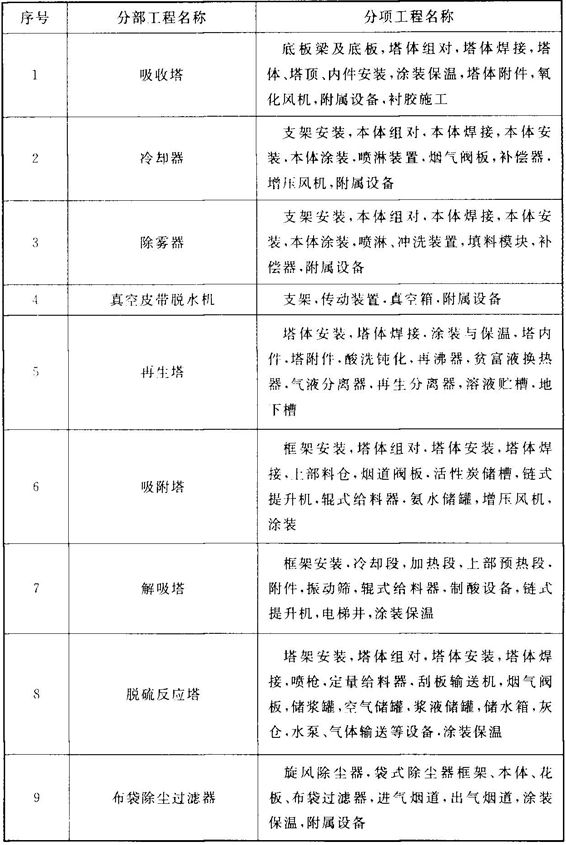 序号 分部工程名称 分项工程名称
1 吸收塔 底板梁及底板,塔体组对,塔体焊接,塔
体、塔顶、内件安装,涂装保温,塔体附件,氧
化风机,附属设备,衬胶施工
2 冷却器 支架安装,本体组对,本体焊接,本体安
装,本体涂装,喷淋装置,烟气阀板,补偿器,
增压风机,附属设备
3 除雾器 支架安装,本体组对,本体焊接,本体安
装,本体涂装,喷淋、冲洗装置,填料模块,补
偿器,附属设备
4 真空皮带脱水机 支架,传动装置,真空箱,附属设备
5 再生塔 塔体安装,塔体焊接,涂装与保温,塔内
件,塔附件,酸洗钝化,再沸器,贫富液换热
器,气液分离器,再生分离器,溶液贮槽,地
下槽
6 吸附塔 框架安装,塔体组对,塔体安装,塔体焊
接,上部料仓,烟道阀板,活性炭储槽,链式
提升机,辊式给料器,氨水储罐,增压风机,
涂装
7 解吸塔 框架安装,冷却段,加热段,上部预热段,
附件,振动筛,辊式给料器,制酸设备,链式
提升机,电梯井,涂装保温
8 脱硫反应塔 塔架安装,塔体组对,塔体安装,塔体焊
接,喷枪,定量给料器,刮板输送机,烟气阀
板,储浆罐,空气储罐,浆液储罐,储水箱,灰
仓,水泵、气体输送等设备,涂装保温
9 布袋除尘过滤器 旋风除尘器,袋式除尘器框架、本体、花
板、布袋过滤器,进气烟道,出气烟道,涂装
保温,附属设备